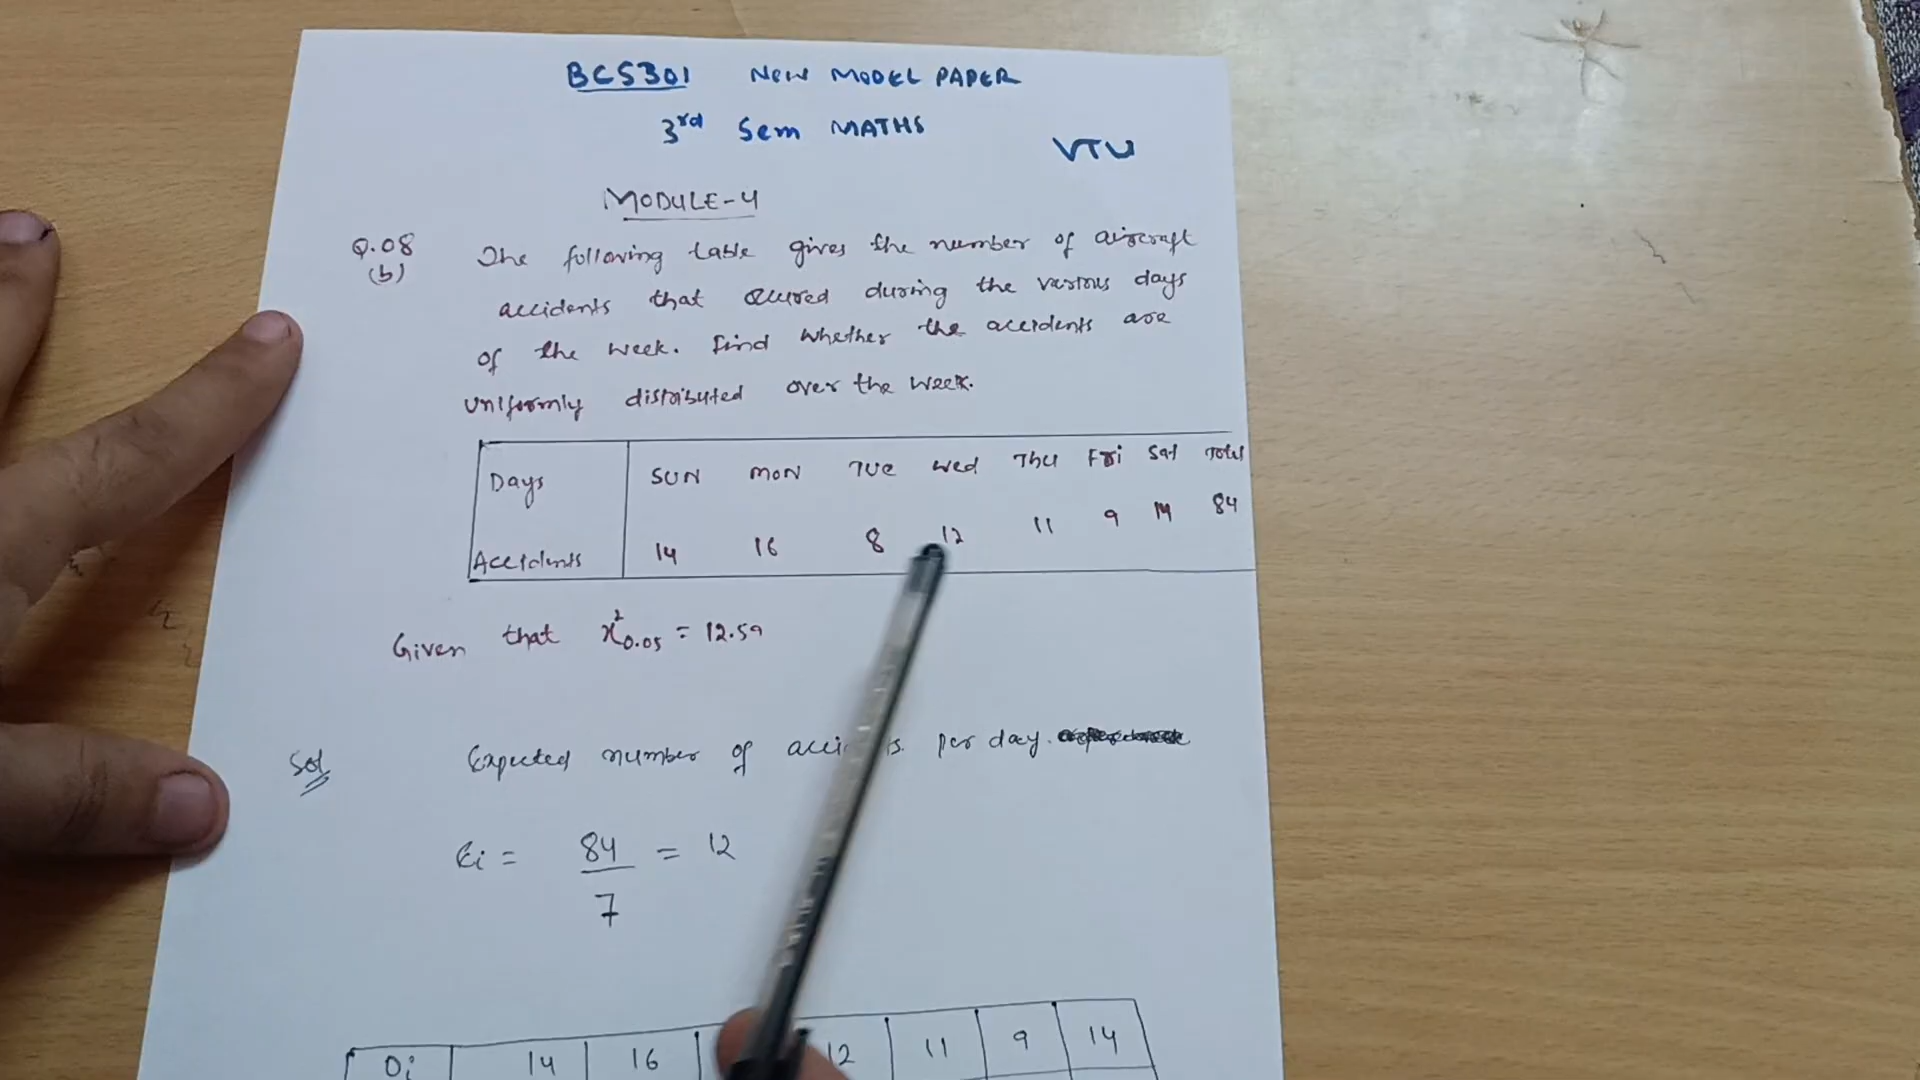 BCS301 New MODEL PAPER
3rd Sem MATHS
VTU
MODULE-4
Q.08 The following table gives the number of aircraft
(b) accidents that occured during the various days
of the week. Find whether the accidents are
uniformly distributed over the week.
Days SUN MON TUE Wed THU Fri Sat Total
Accidents 14 16 8 12 11 9 14 84
Given that χ²0.05 = 12.59
Sol Expected number of per day.
Ei = 84/7 = 12
Oi 14 16 12 11 9 14